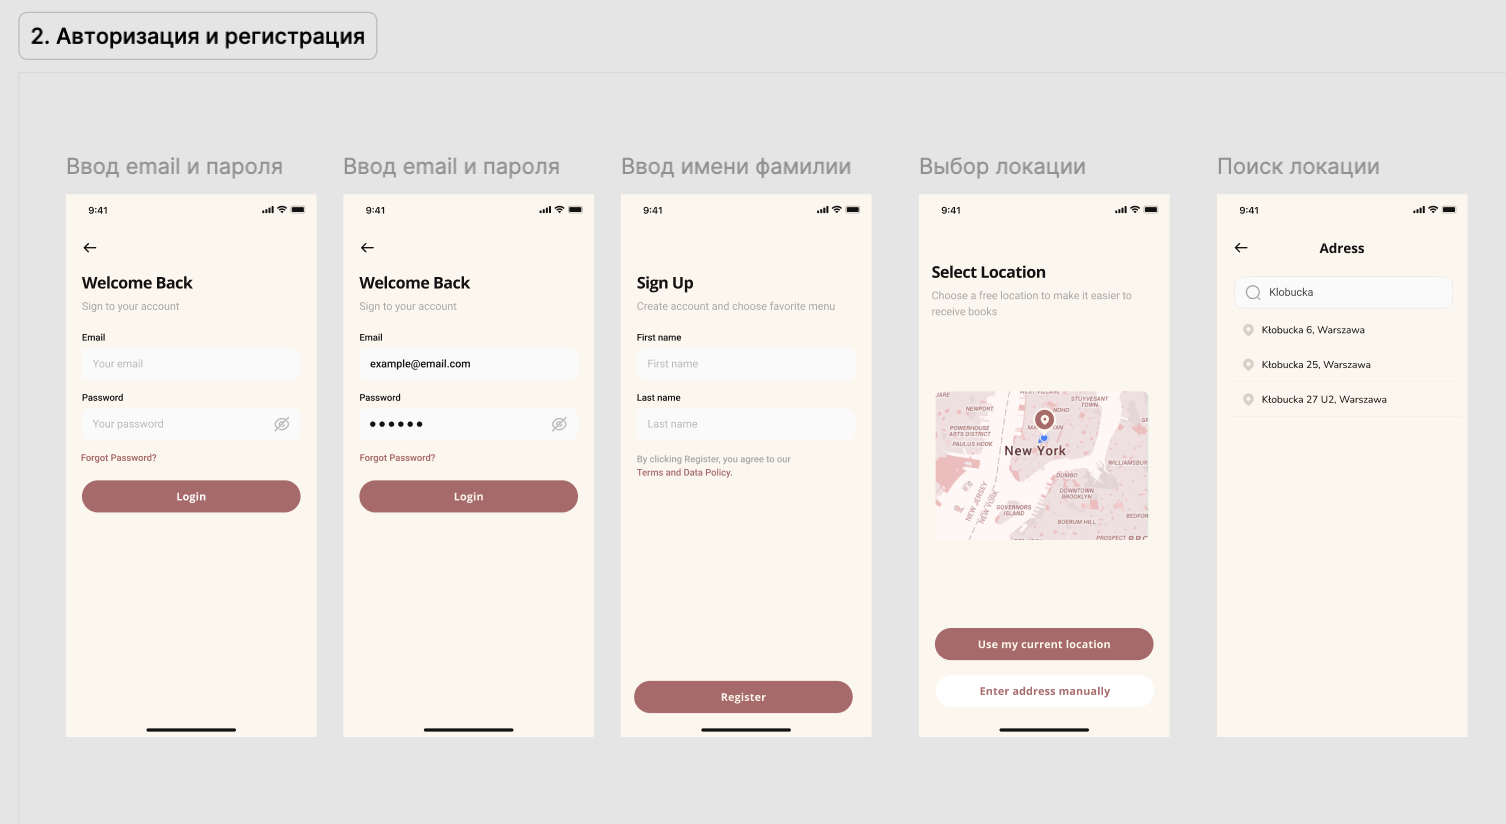 2. Авторизация и регистрация
Ввод email и пароля
9:41
Welcome Back
Sign to your account
Email
Your email
Password
Your password
Forgot Password?
Login
Ввод email и пароля
9:41
Welcome Back
Sign to your account
Email
example@email.com
Password
Forgot Password?
Login
Ввод имени фамилии
9:41
Sign Up
Create account and choose favorite menu
First name
First name
Last name
Last name
By clicking Register, you agree to our
Terms and Data Policy.
Register
Выбор локации
9:41
Select Location
Choose a free location to make it easier to
receive books
NEWPORT
STUYVESANT
TOWN
NOHO
POWERHOUSE
ARTS DISTRICT
PAULUS HOOK
New York
WILLIAMSBUR
DUMBO
DOWNTOWN
BROOKLYN
NEW JERSEY
NEW YORK
GOVERNORS
ISLAND
BOERUM HILL
BEDFOR
PROSPECT
Use my current location
Enter address manually
Поиск локации
9:41
Adress
Klobucka
Kłobucka 6, Warszawa
Kłobucka 25, Warszawa
Kłobucka 27 U2, Warszawa